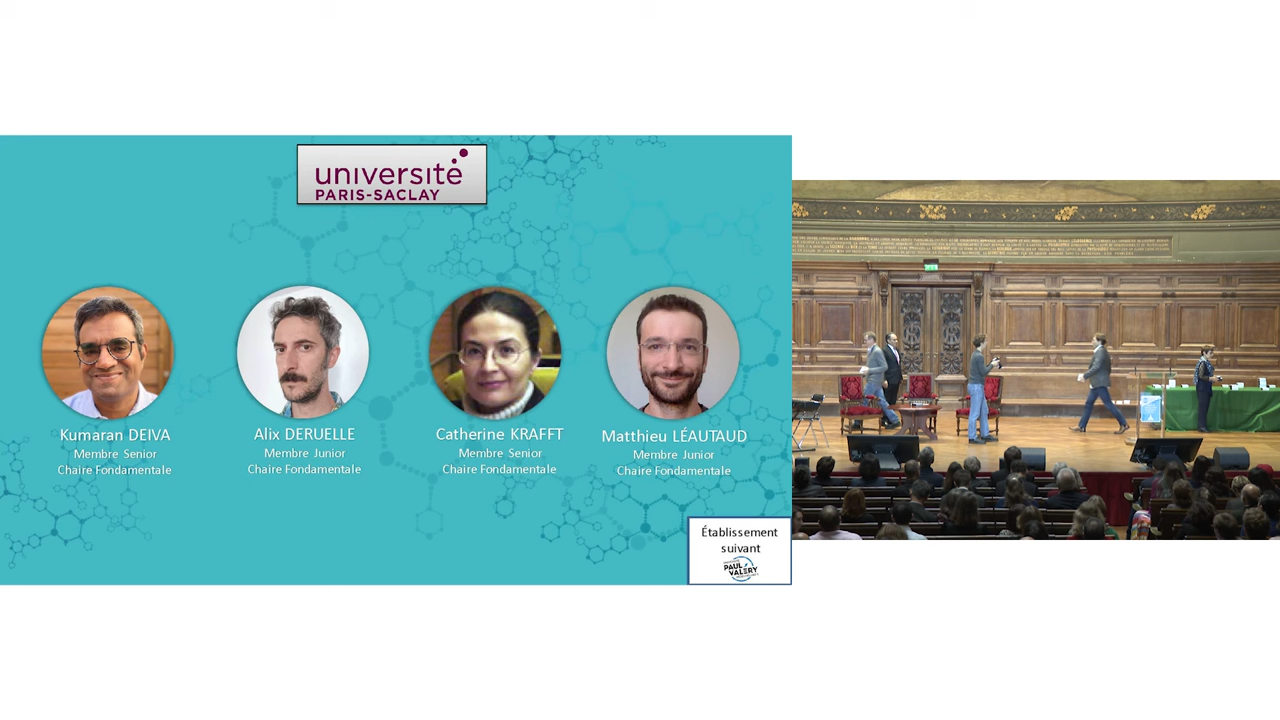 université
PARIS-SACLAY
Kumaran DEIVA
Membre Senior
Chaire Fondamentale
Alix DERUELLE
Membre Junior
Chaire Fondamentale
Catherine KRAFFT
Membre Senior
Chaire Fondamentale
Matthieu LÉAUTAUD
Membre Junior
Chaire Fondamentale
Établissement
suivant
PAUL
VALÉRY